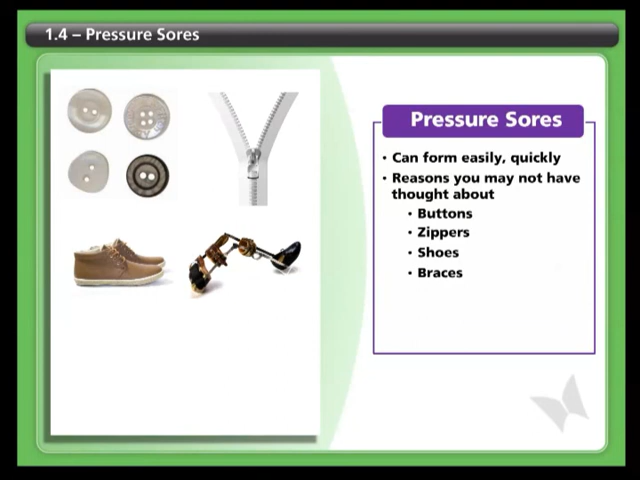 1.4 – Pressure Sores
Pressure Sores
• Can form easily, quickly
• Reasons you may not have
thought about
• Buttons
• Zippers
• Shoes
• Braces